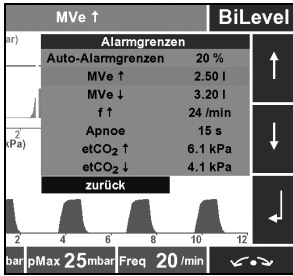 MVe ↑ BiLevel
ar)
Alarmgrenzen
Auto-Alarmgrenzen 20 %
MVe ↑ 2.50 l
MVe ↓ 3.20 l
f ↑ 24 /min
Apnoe 15 s
etCO₂ ↑ 6.1 kPa
etCO₂ ↓ 4.1 kPa
zurück
2
kPa)
2 4 6 8 10 12
bar pMax 25 mbar Freq 20 /min